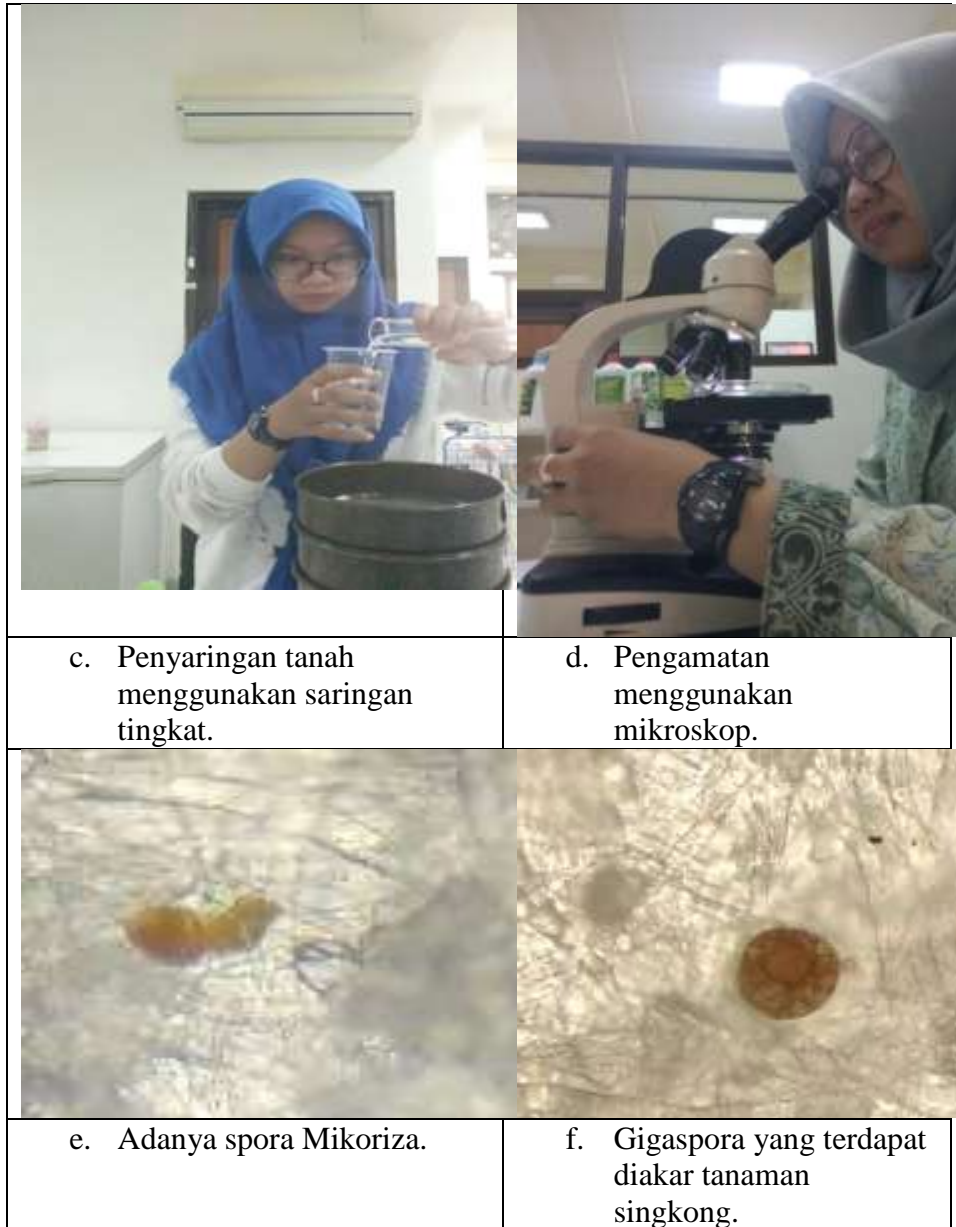 c. Penyaringan tanah
menggunakan saringan
tingkat.
d. Pengamatan
menggunakan
mikroskop.
e. Adanya spora Mikoriza.
f. Gigaspora yang terdapat
diakar tanaman
singkong.